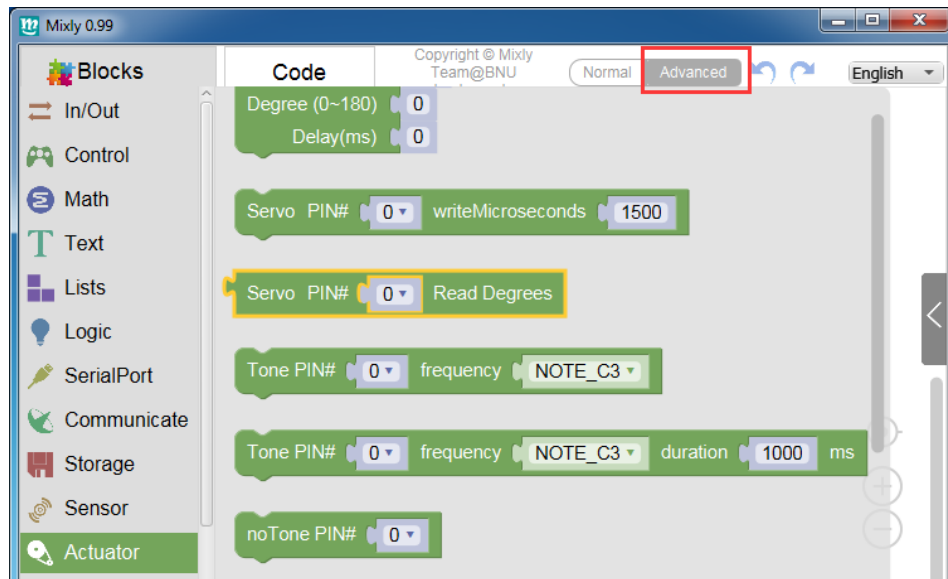 Mixly 0.99
Blocks
Code
Copyright © Mixly
Team@BNU
Normal
Advanced
English
In/Out
Control
Math
Text
Lists
Logic
SerialPort
Communicate
Storage
Sensor
Actuator
Degree (0~180) 0
Delay(ms) 0
Servo PIN# 0 writeMicroseconds 1500
Servo PIN# 0 Read Degrees
Tone PIN# 0 frequency NOTE_C3
Tone PIN# 0 frequency NOTE_C3 duration 1000 ms
noTone PIN# 0